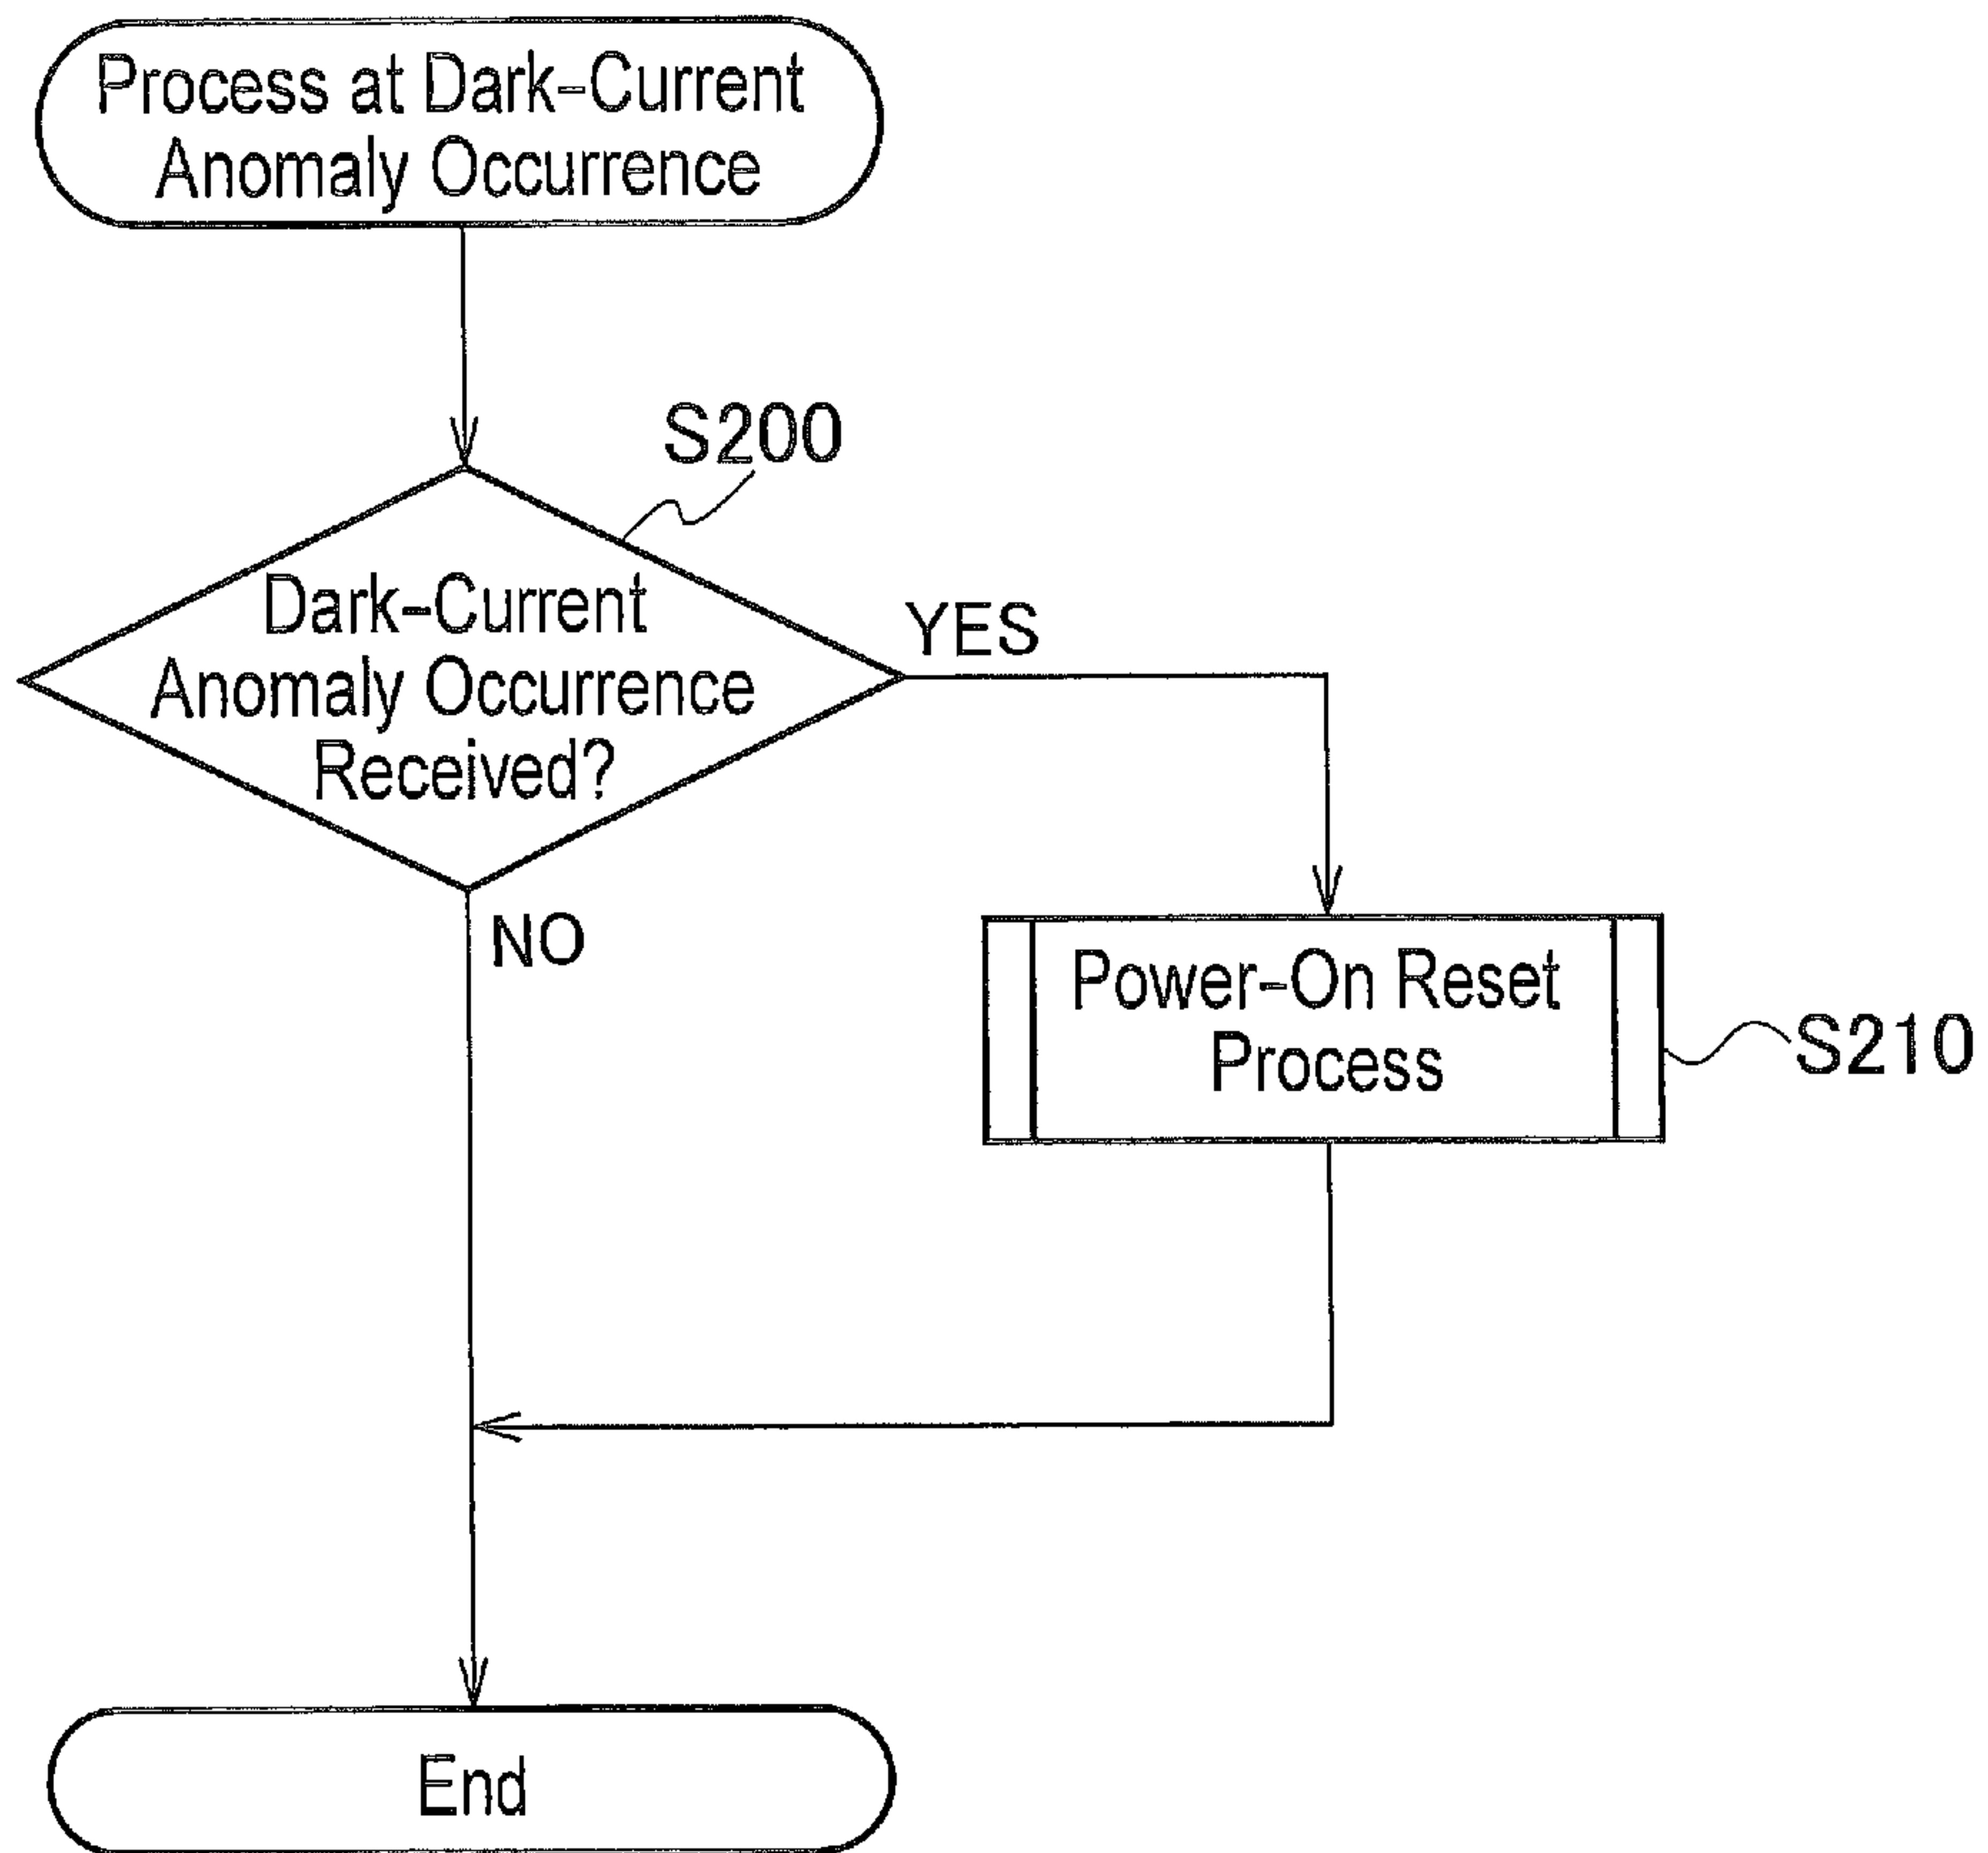 Process at Dark-Current
Anomaly Occurrence
S200
Dark-Current
Anomaly Occurrence
Received?
YES
NO
Power-On Reset
Process
S210
End